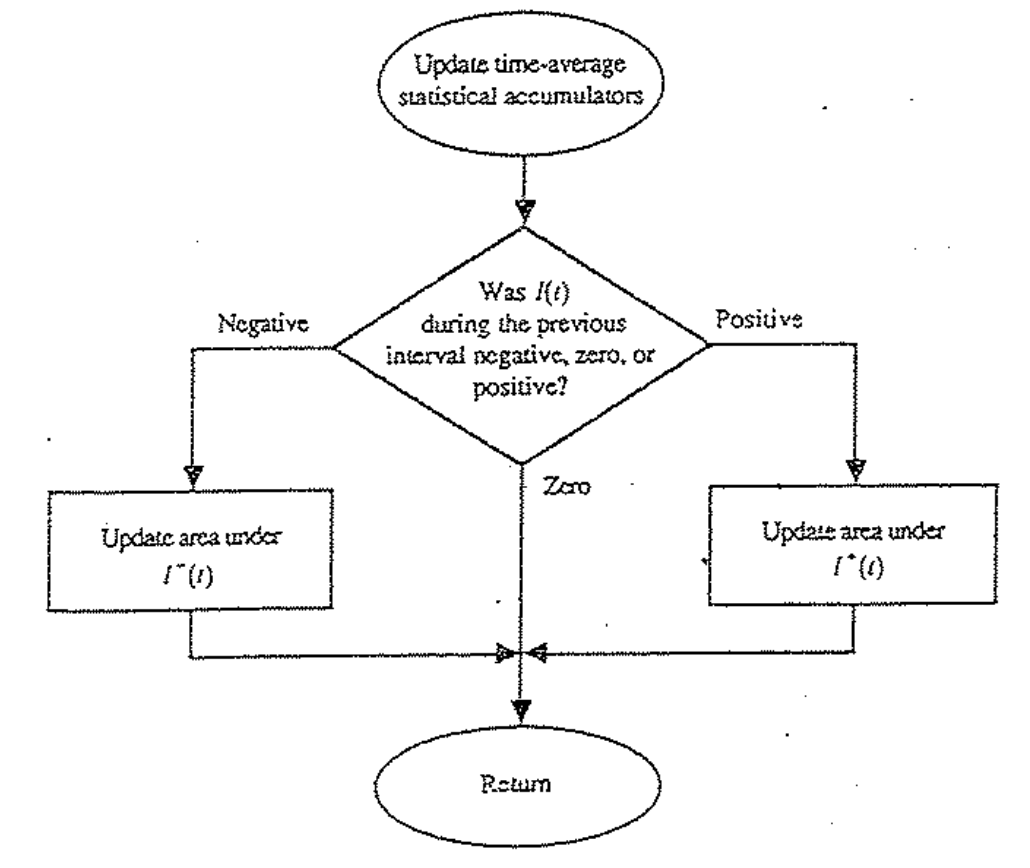 Update time-average
statistical accumulators
Was I(t)
during the previous
interval negative, zero, or
positive?
Negative
Positive
Zero
Update area under
I⁻(t)
Update area under
I⁺(t)
Return